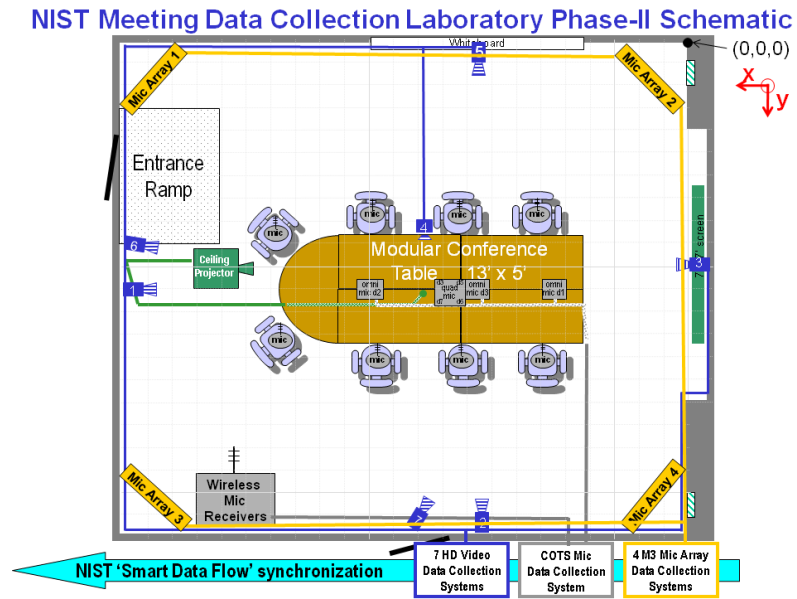 NIST Meeting Data Collection Laboratory Phase-II Schematic
Whiteboard
5
(0,0,0)
Mic Array 1
Mic Array 2
x
y
Entrance
Ramp
mic
mic
mic
mic
4
6
Ceiling
Projector
Modular Conference
Table 13' x 5'
screen
3
1
omni
mic d2
quad
mic
omni
mic d3
omni
mic d1
mic
mic
mic
mic
Mic Array 3
Wireless
Mic
Receivers
2
Mic Array 4
NIST ‘Smart Data Flow’ synchronization
7 HD Video
Data Collection
Systems
COTS Mic
Data Collection
System
4 M3 Mic Array
Data Collection
Systems